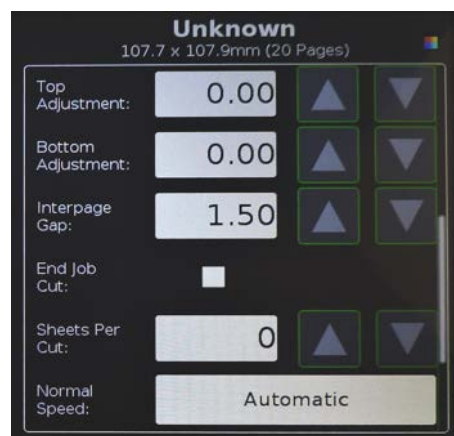 Unknown
107.7 x 107.9mm (20 Pages)
Top
Adjustment:
0.00
Bottom
Adjustment:
0.00
Interpage
Gap:
1.50
End Job
Cut:
Sheets Per
Cut:
0
Normal
Speed:
Automatic